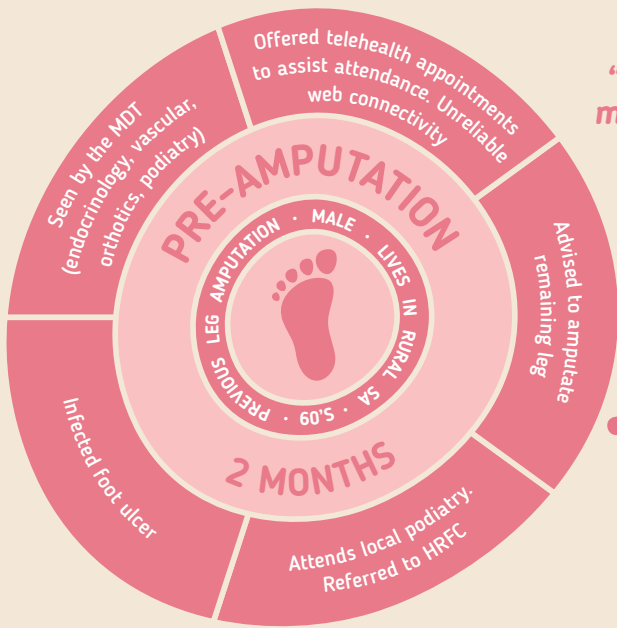 Offered telehealth appointments
to assist attendance. Unreliable
web connectivity
Advised to amputate
remaining leg
Attends local podiatry.
Referred to HRFC
Infected foot ulcer
Seen by the MDT
(endocrinology, vascular,
orthotics, podiatry)
PRE-AMPUTATION
2 MONTHS
MALE · LIVES IN RURAL SA · 60'S · PREVIOUS LEG AMPUTATION ·
“
m